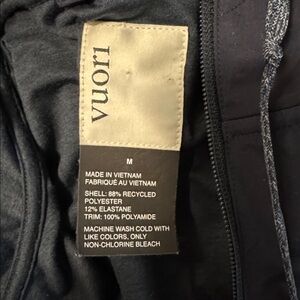 vuori
M
MADE IN VIETNAM
FABRIQUÉ AU VIETNAM
SHELL: 88% RECYCLED
POLYESTER
12% ELASTANE
TRIM: 100% POLYAMIDE
MACHINE WASH COLD WITH
LIKE COLORS, ONLY
NON-CHLORINE BLEACH